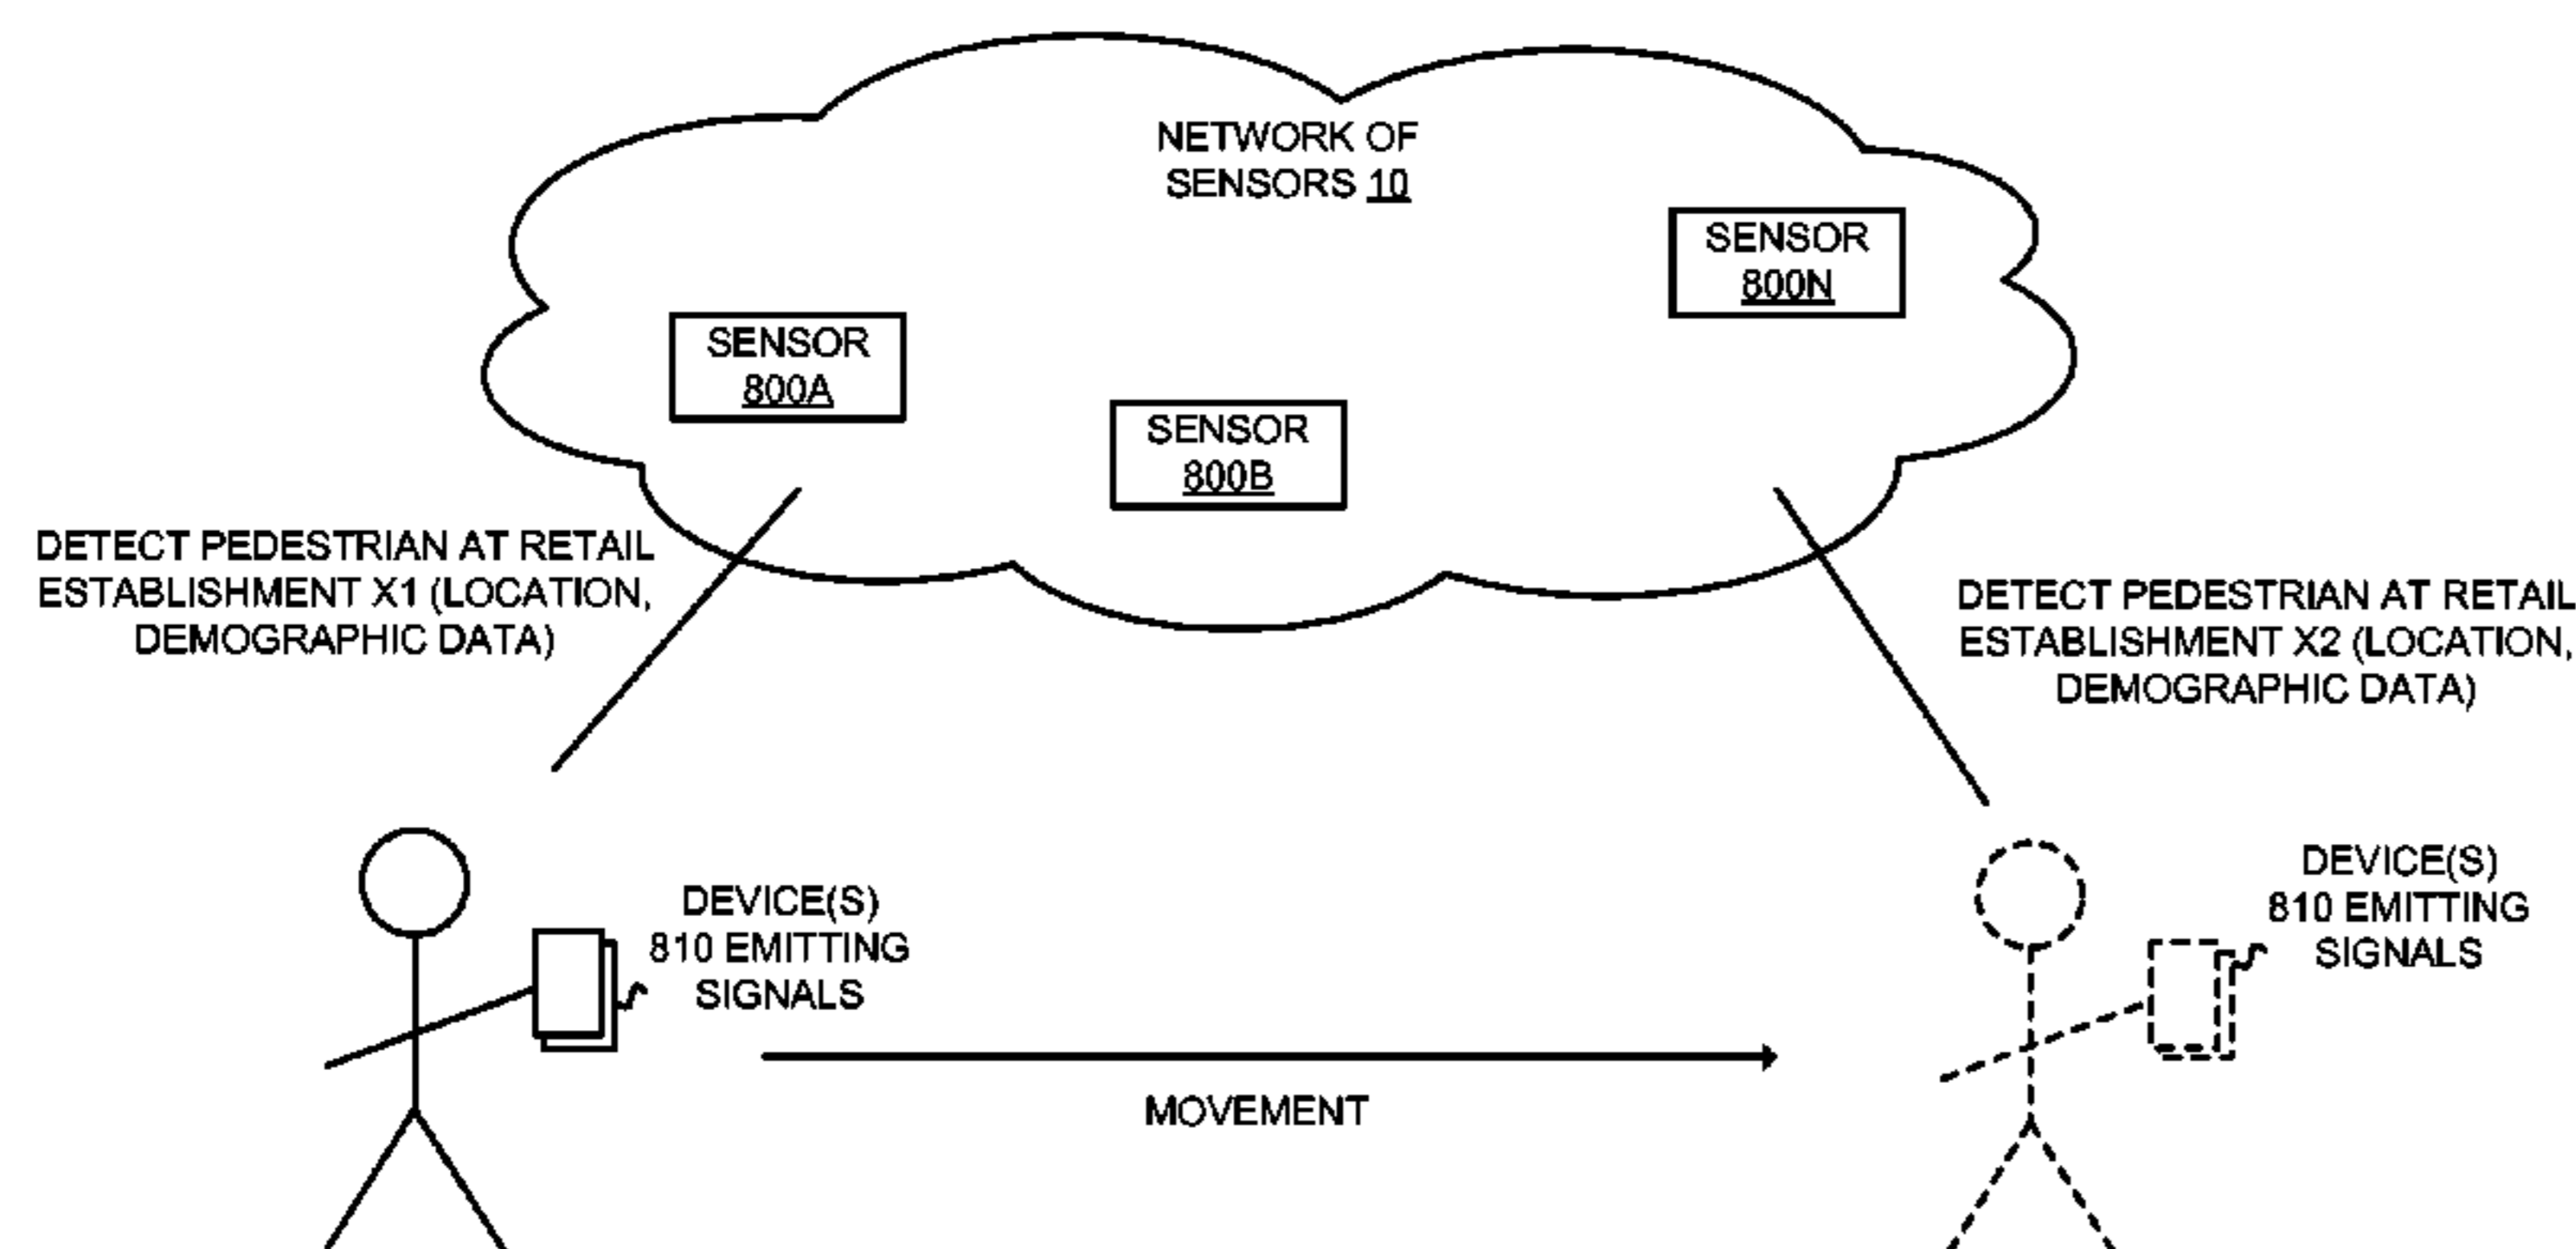 NETWORK OF
SENSORS 10
SENSOR
800N
SENSOR
800A
SENSOR
800B
DETECT PEDESTRIAN AT RETAIL
ESTABLISHMENT X1 (LOCATION,
DEMOGRAPHIC DATA)
DETECT PEDESTRIAN AT RETAIL
ESTABLISHMENT X2 (LOCATION,
DEMOGRAPHIC DATA)
DEVICE(S)
810 EMITTING
SIGNALS
DEVICE(S)
810 EMITTING
SIGNALS
MOVEMENT